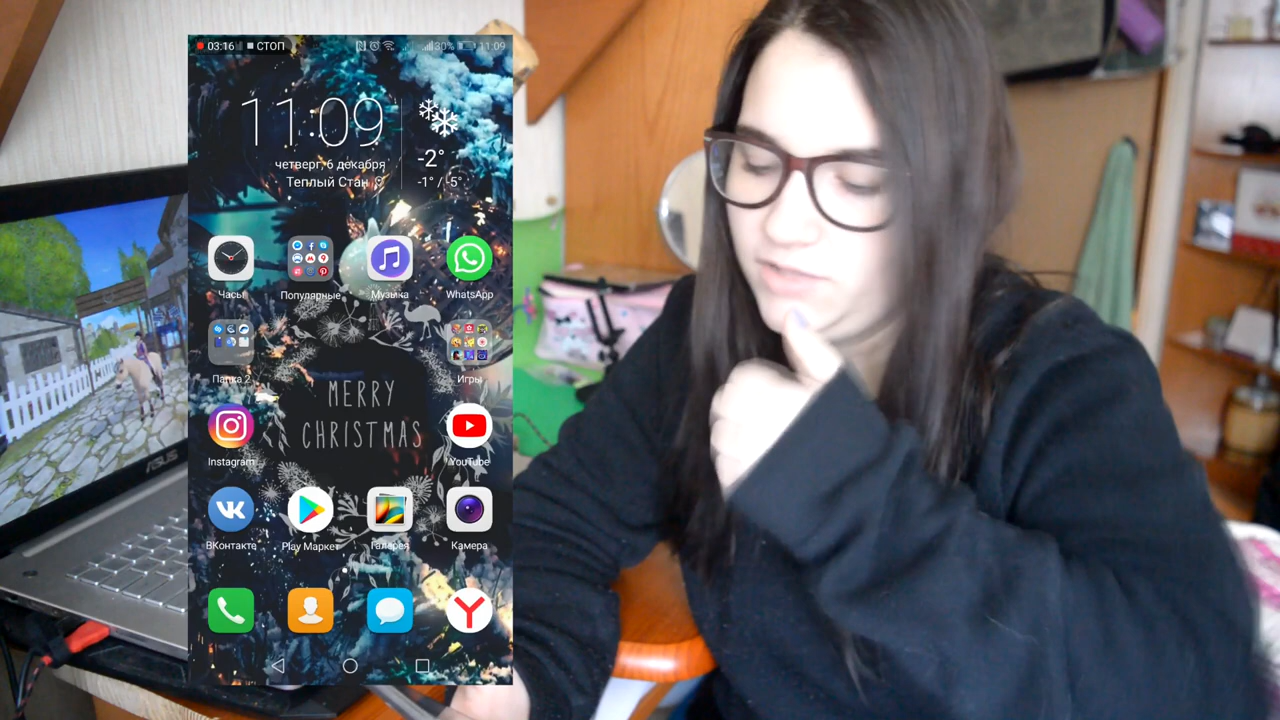 03:16 СТОП 30% 11:09
11:09
четверг, 6 декабря
Теплый Стан
-2°
-1° / -5°
Часы
Популярные
Музыка
WhatsApp
Папка 2
Игры
MERRY
CHRISTMAS
Instagram
YouTube
ВКонтакте
Play Маркет
Галерея
Камера
ASUS